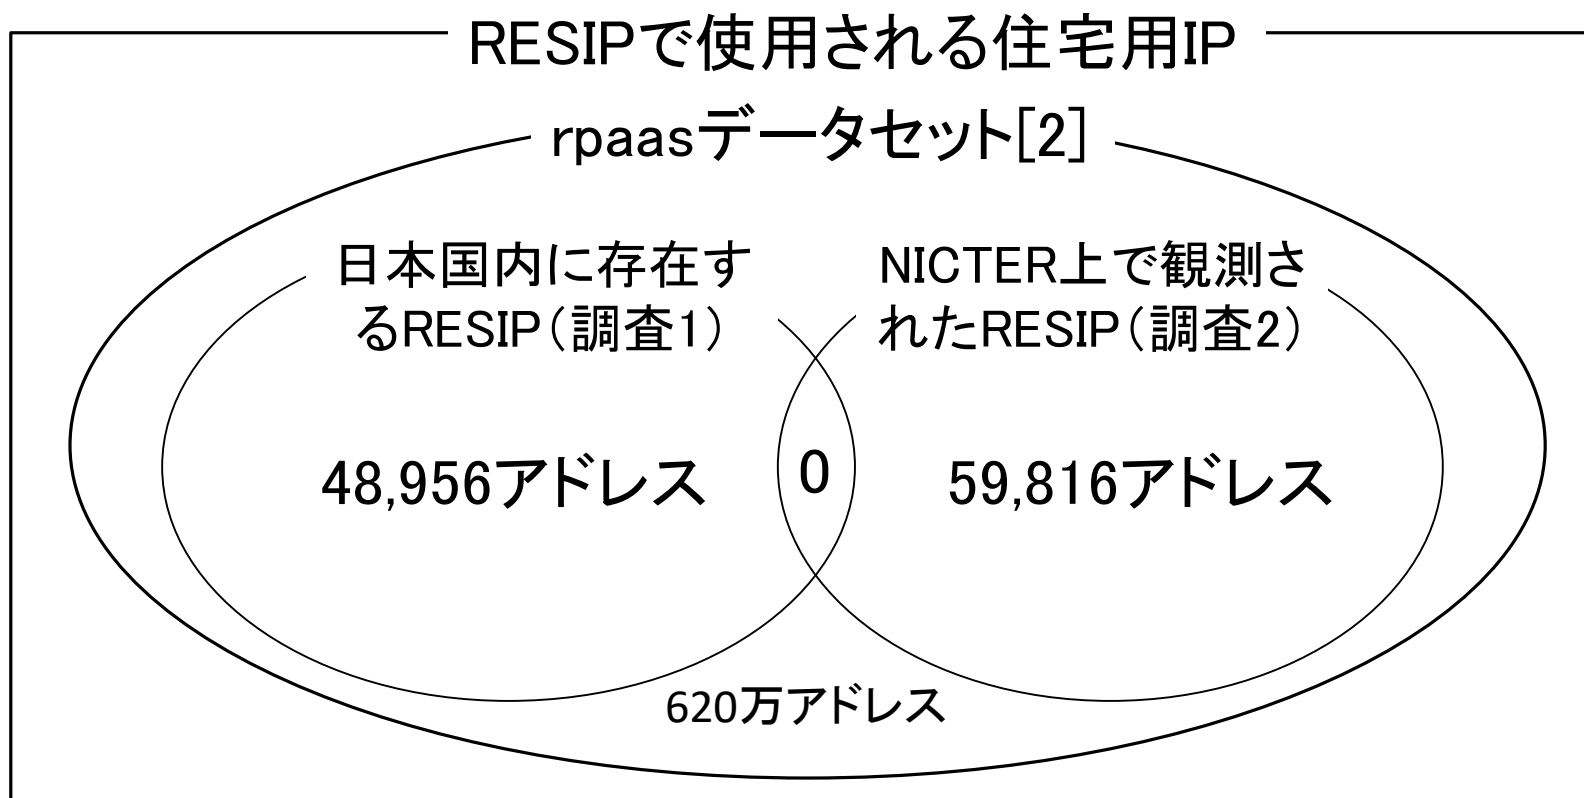 RESIPで使用される住宅用IP
rpaasデータセット[2]
日本国内に存在す
るRESIP(調査1)
NICTER上で観測さ
れたRESIP(調査2)
48,956アドレス
0
59,816アドレス
620万アドレス